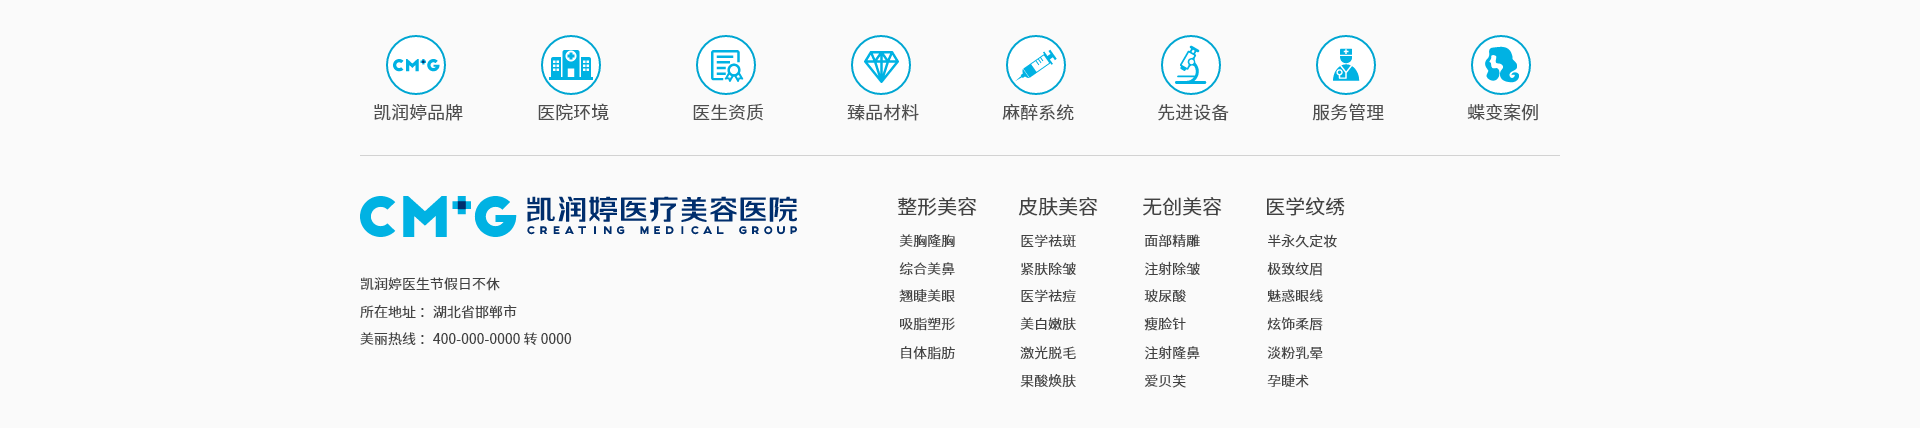 CMG
凯润婷品牌
医院环境
医生资质
臻品材料
麻醉系统
先进设备
服务管理
蝶变案例
CMG 凯润婷医疗美容医院
CREATING MEDICAL GROUP
凯润婷医生节假日不休
所在地址： 湖北省邯郸市
美丽热线： 400-000-0000 转 0000
整形美容
美胸隆胸
综合美鼻
翘睫美眼
吸脂塑形
自体脂肪
皮肤美容
医学祛斑
紧肤除皱
医学祛痘
美白嫩肤
激光脱毛
果酸焕肤
无创美容
面部精雕
注射除皱
玻尿酸
瘦脸针
注射隆鼻
爱贝芙
医学纹绣
半永久定妆
极致纹眉
魅惑眼线
炫饰柔唇
淡粉乳晕
孕睫术